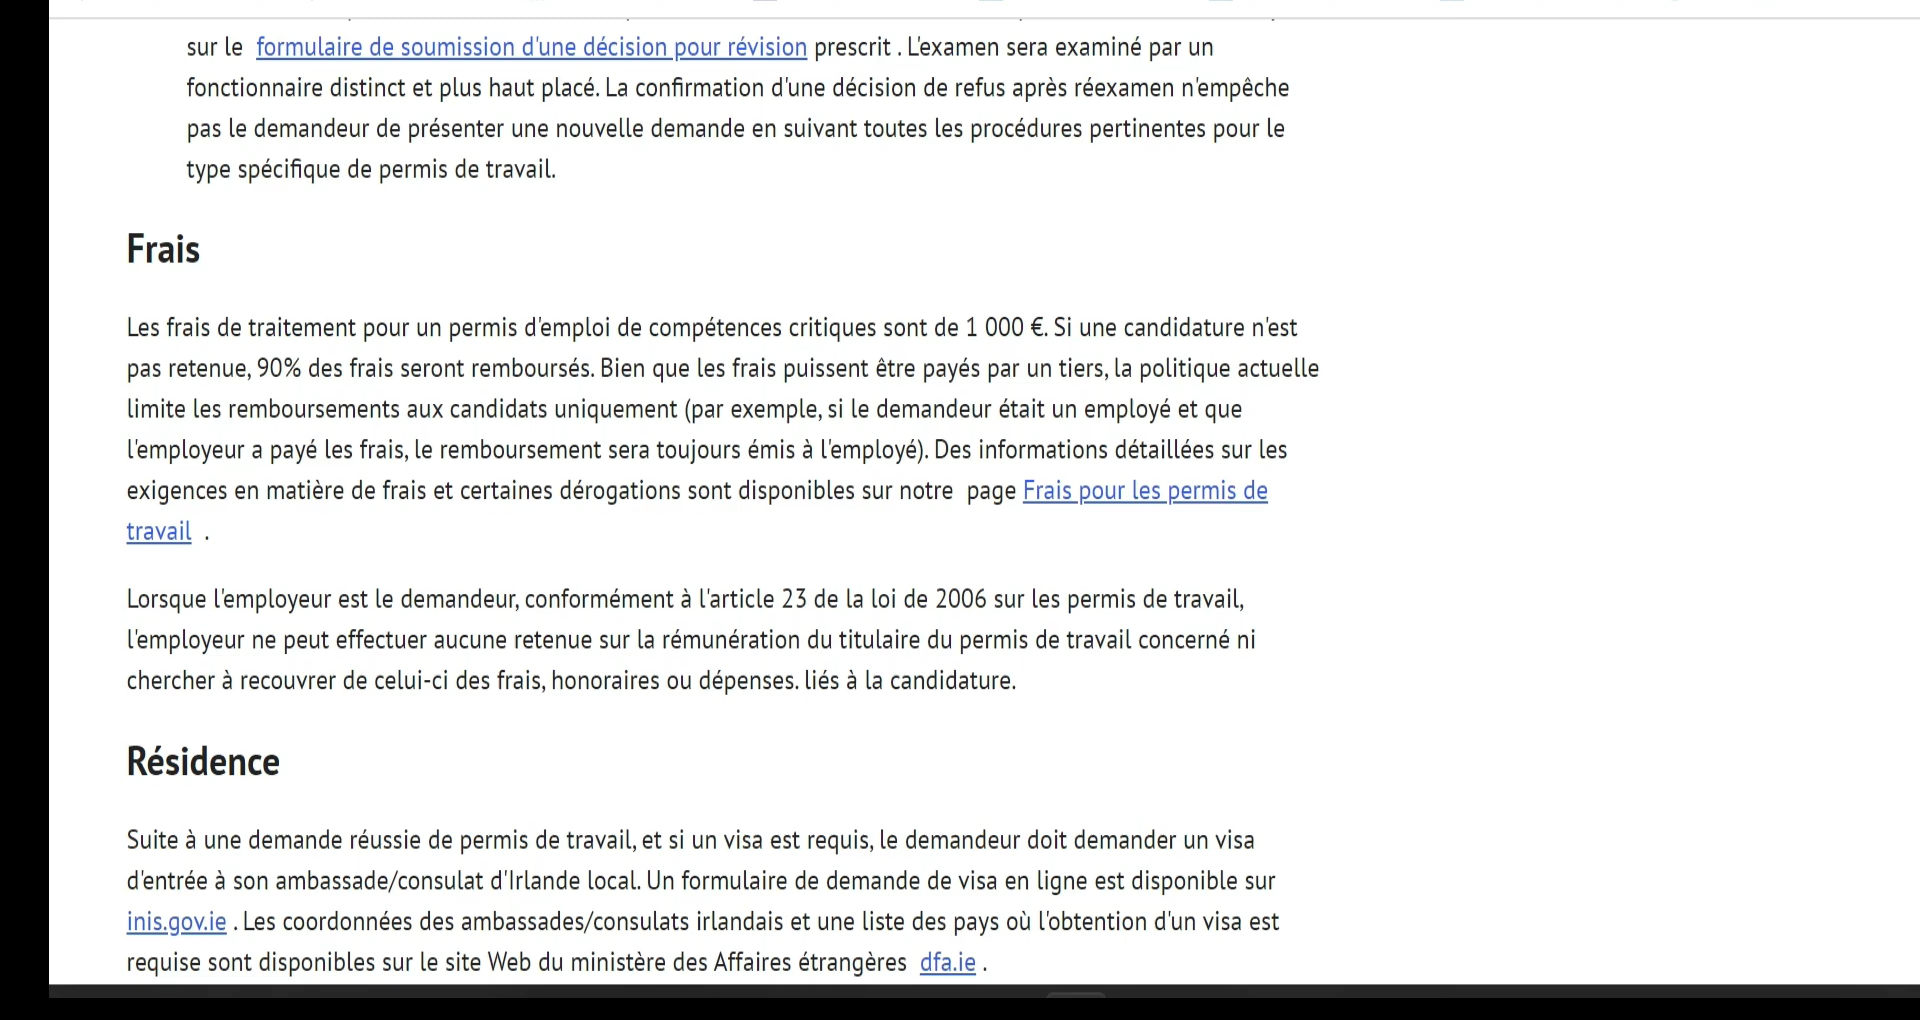 sur le formulaire de soumission d'une décision pour révision prescrit . L'examen sera examiné par un
fonctionnaire distinct et plus haut placé. La confirmation d'une décision de refus après réexamen n'empêche
pas le demandeur de présenter une nouvelle demande en suivant toutes les procédures pertinentes pour le
type spécifique de permis de travail.
Frais
Les frais de traitement pour un permis d'emploi de compétences critiques sont de 1 000 €. Si une candidature n'est
pas retenue, 90% des frais seront remboursés. Bien que les frais puissent être payés par un tiers, la politique actuelle
limite les remboursements aux candidats uniquement (par exemple, si le demandeur était un employé et que
l'employeur a payé les frais, le remboursement sera toujours émis à l'employé). Des informations détaillées sur les
exigences en matière de frais et certaines dérogations sont disponibles sur notre page Frais pour les permis de
travail .
Lorsque l'employeur est le demandeur, conformément à l'article 23 de la loi de 2006 sur les permis de travail,
l'employeur ne peut effectuer aucune retenue sur la rémunération du titulaire du permis de travail concerné ni
chercher à recouvrer de celui-ci des frais, honoraires ou dépenses. liés à la candidature.
Résidence
Suite à une demande réussie de permis de travail, et si un visa est requis, le demandeur doit demander un visa
d'entrée à son ambassade/consulat d'Irlande local. Un formulaire de demande de visa en ligne est disponible sur
inis.gov.ie . Les coordonnées des ambassades/consulats irlandais et une liste des pays où l'obtention d'un visa est
requise sont disponibles sur le site Web du ministère des Affaires étrangères dfa.ie .